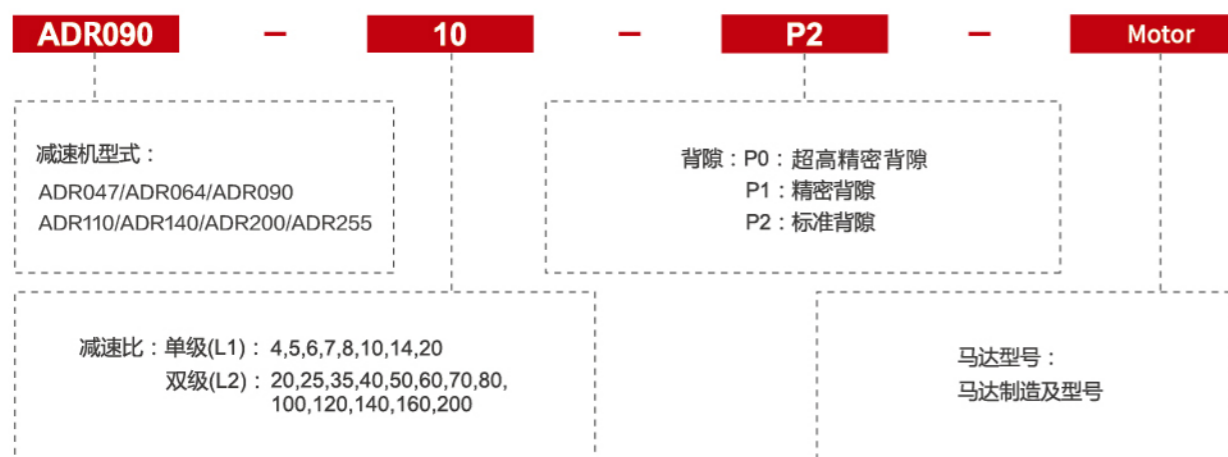 ADR090 – 10 – P2 – Motor
减速机型式：
ADR047/ADR064/ADR090
ADR110/ADR140/ADR200/ADR255
背隙：P0：超高精密背隙
P1：精密背隙
P2：标准背隙
减速比：单级(L1)：4,5,6,7,8,10,14,20
双级(L2)：20,25,35,40,50,60,70,80,
100,120,140,160,200
马达型号：
马达制造及型号